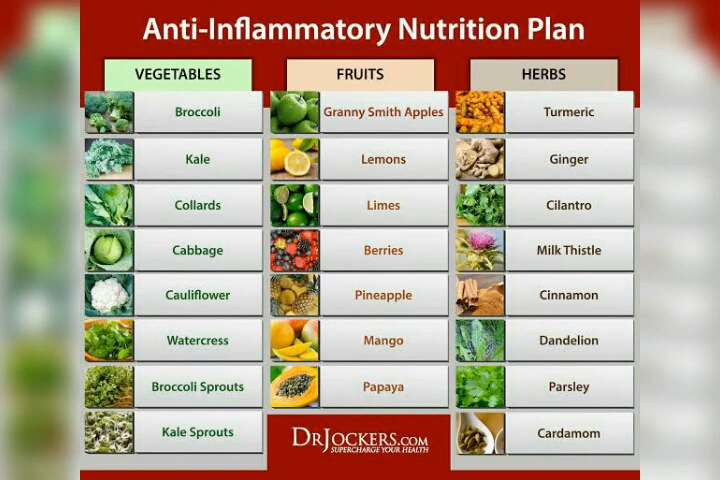 Anti-Inflammatory Nutrition Plan
VEGETABLES
FRUITS
HERBS
Broccoli
Granny Smith Apples
Turmeric
Kale
Lemons
Ginger
Collards
Limes
Cilantro
Cabbage
Berries
Milk Thistle
Cauliflower
Pineapple
Cinnamon
Watercress
Mango
Dandelion
Broccoli Sprouts
Papaya
Parsley
Kale Sprouts
Cardamom
DRJOCKERS.COM
SUPERCHARGE YOUR HEALTH